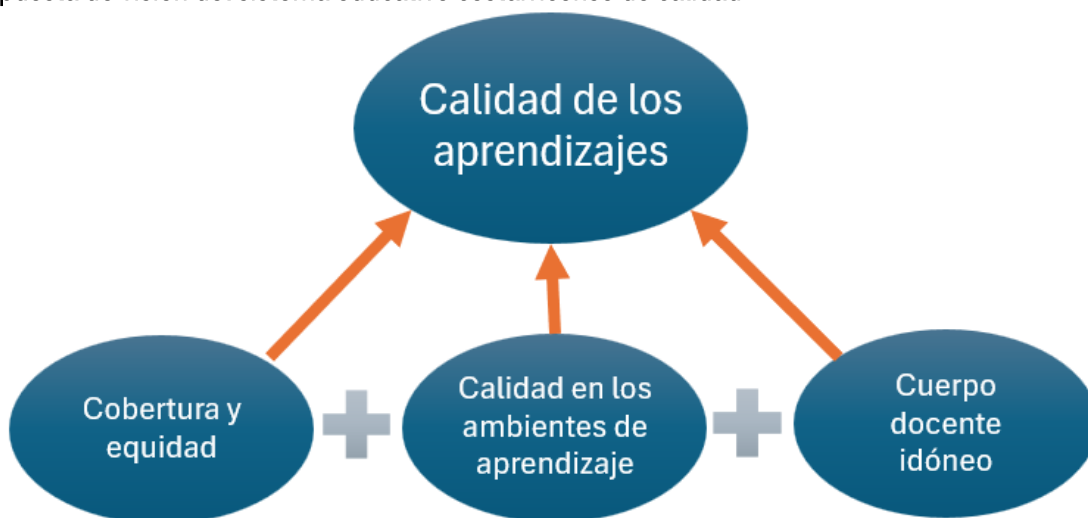 Calidad de los
aprendizajes
Cobertura y
equidad
Calidad en los
ambientes de
aprendizaje
Cuerpo
docente
idóneo